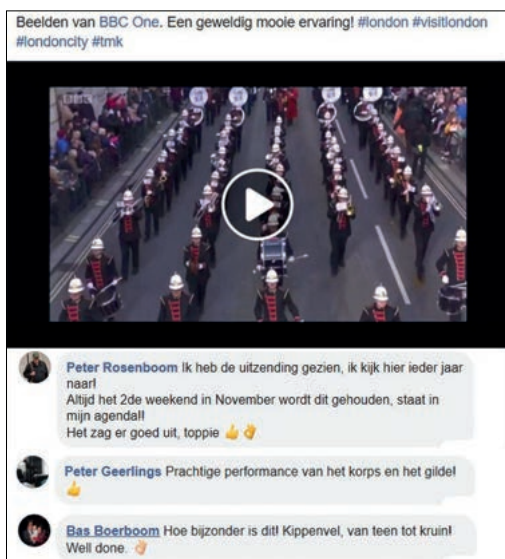 Beelden van BBC One. Een geweldig mooie ervaring! #london #visitlondon
#londoncity #tmk
BBC
Peter Rosenboom Ik heb de uitzending gezien, ik kijk hier ieder jaar
naar!
Altijd het 2de weekend in November wordt dit gehouden, staat in
mijn agenda!!
Het zag er goed uit, toppie 👍👌
Peter Geerlings Prachtige performance van het korps en het gilde!
👍
Bas Boerboom Hoe bijzonder is dit! Kippenvel, van teen tot kruin!
Well done. 👌